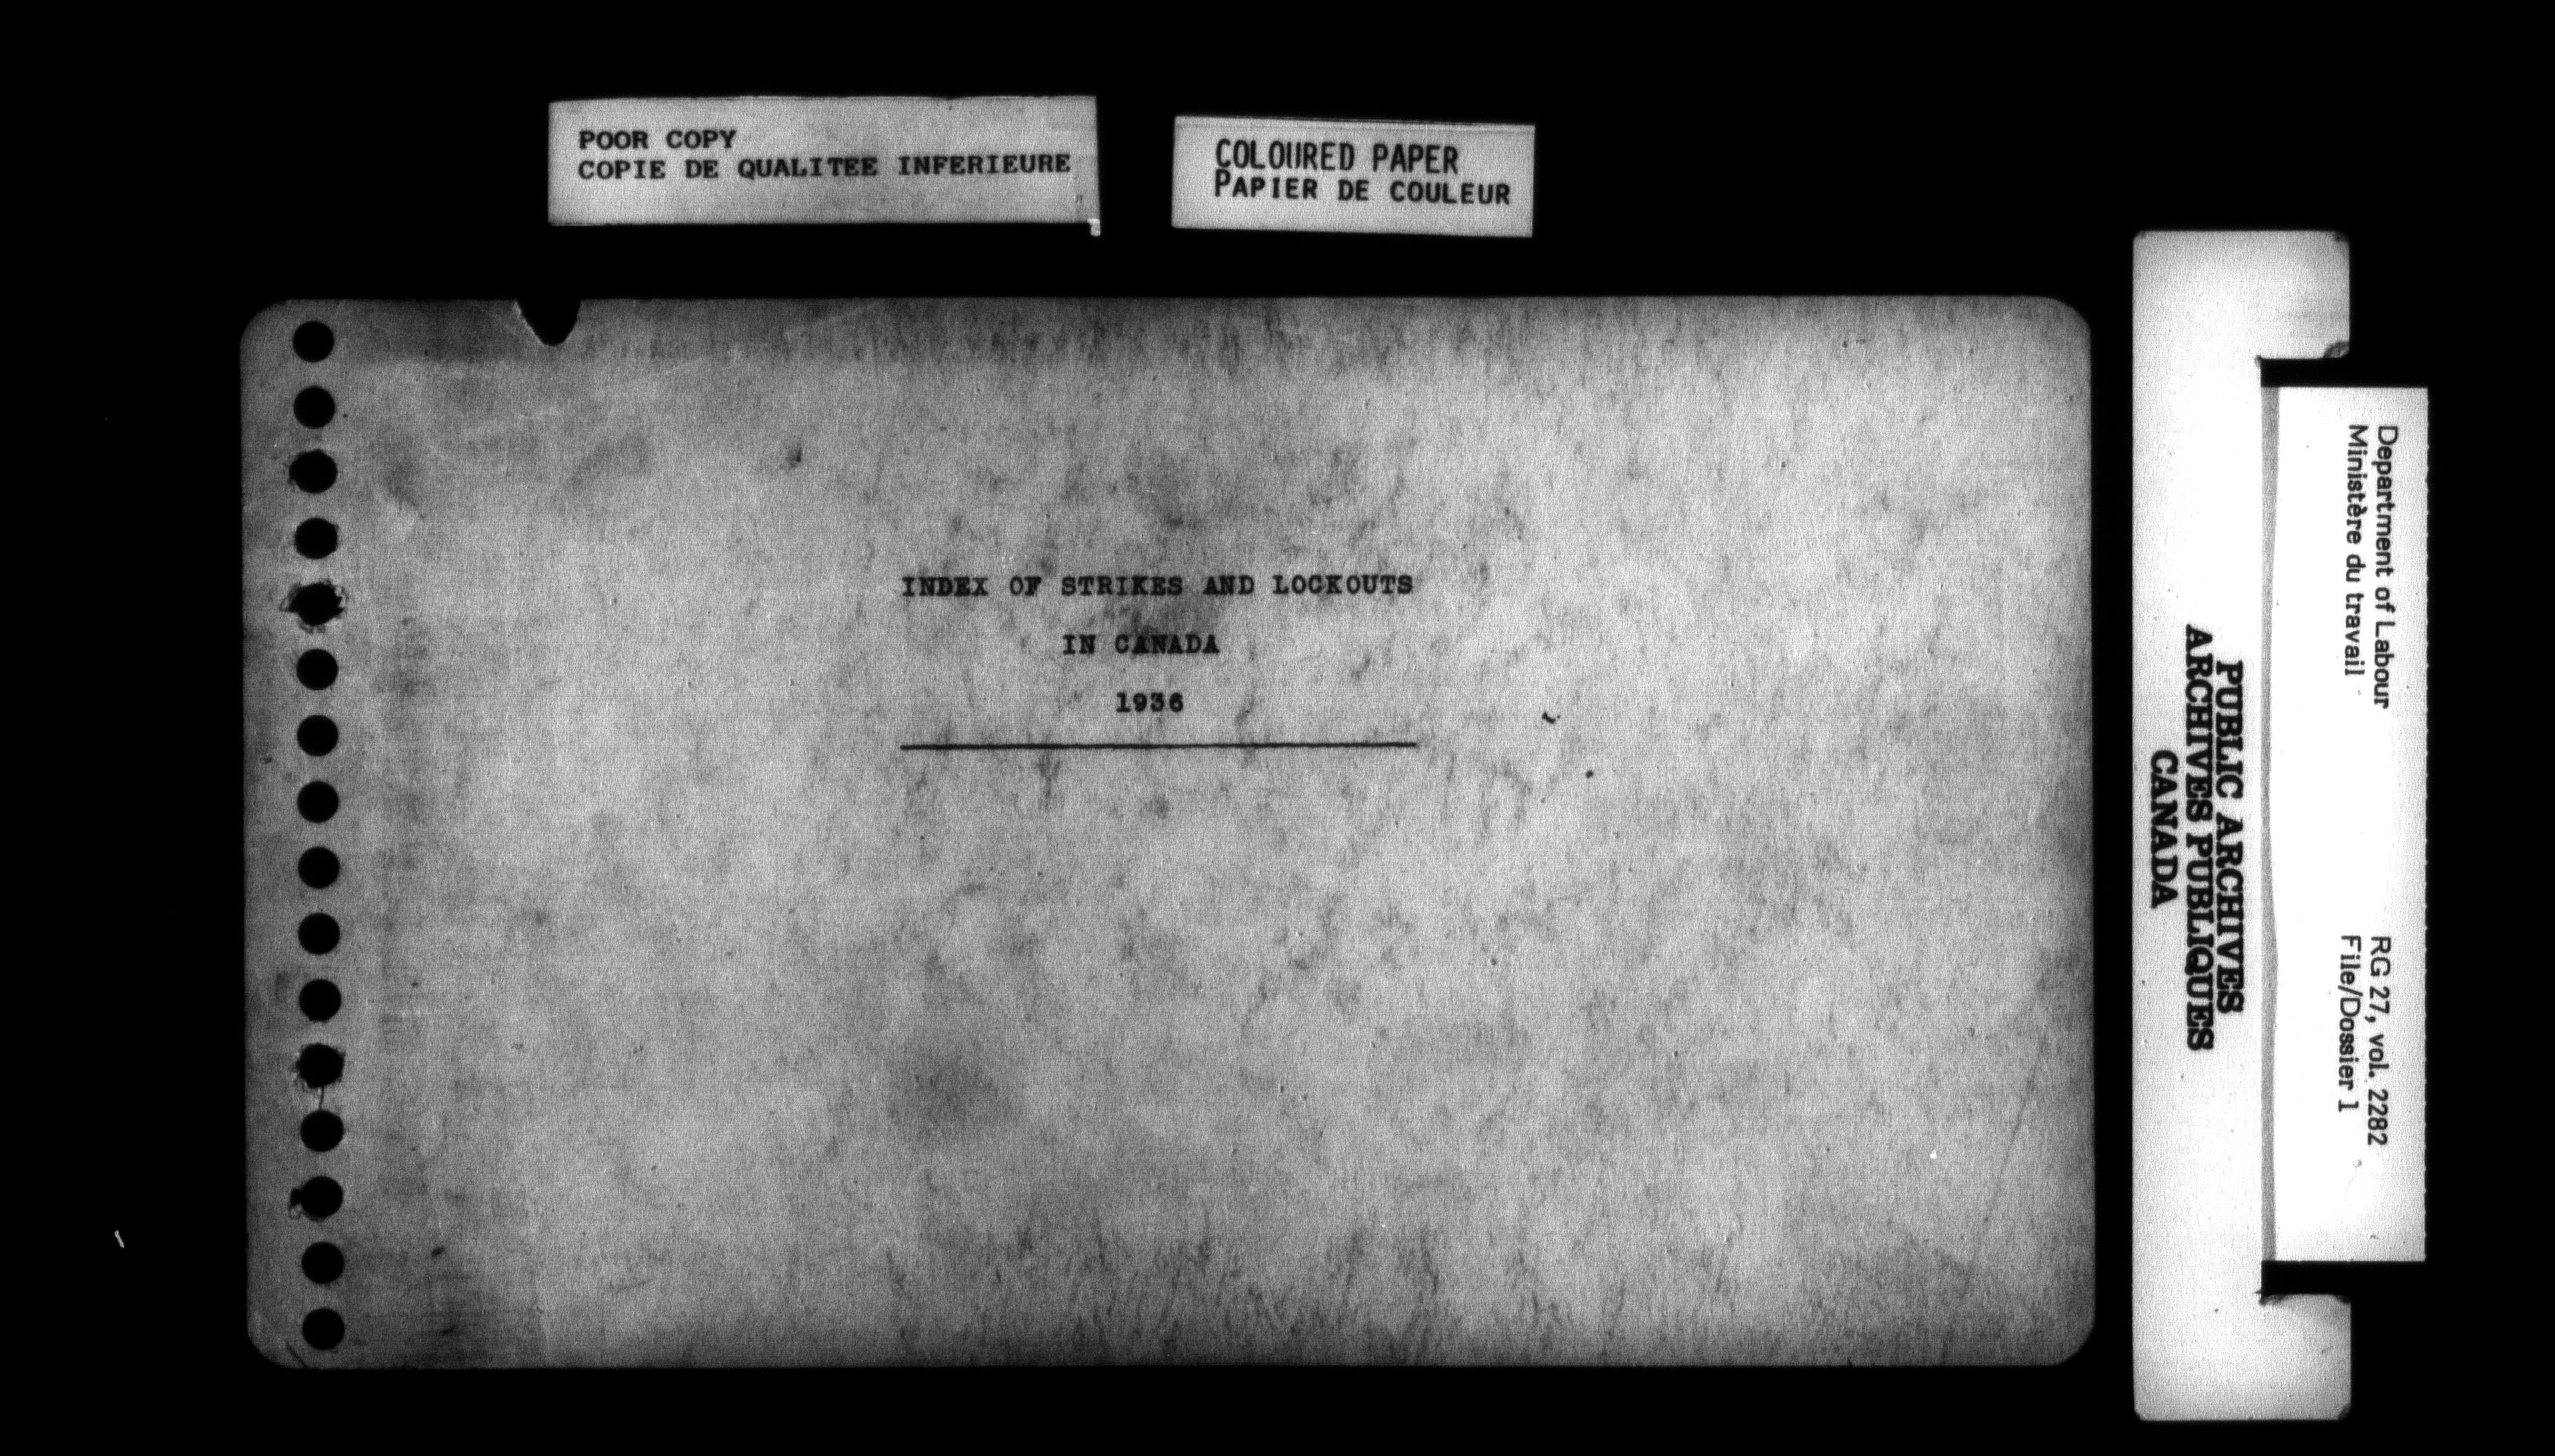 POOR COPY
COPIE DE QUALITEE INFERIEURE
COLOURED PAPER
PAPIER DE COULEUR
INDEX OF STRIKES AND LOCKOUTS
IN CANADA
1936
Department of Labour
Ministère du travail
RG 27, vol. 2282
File/Dossier 1
PUBLIC ARCHIVES
ARCHIVES PUBLIQUES
CANADA